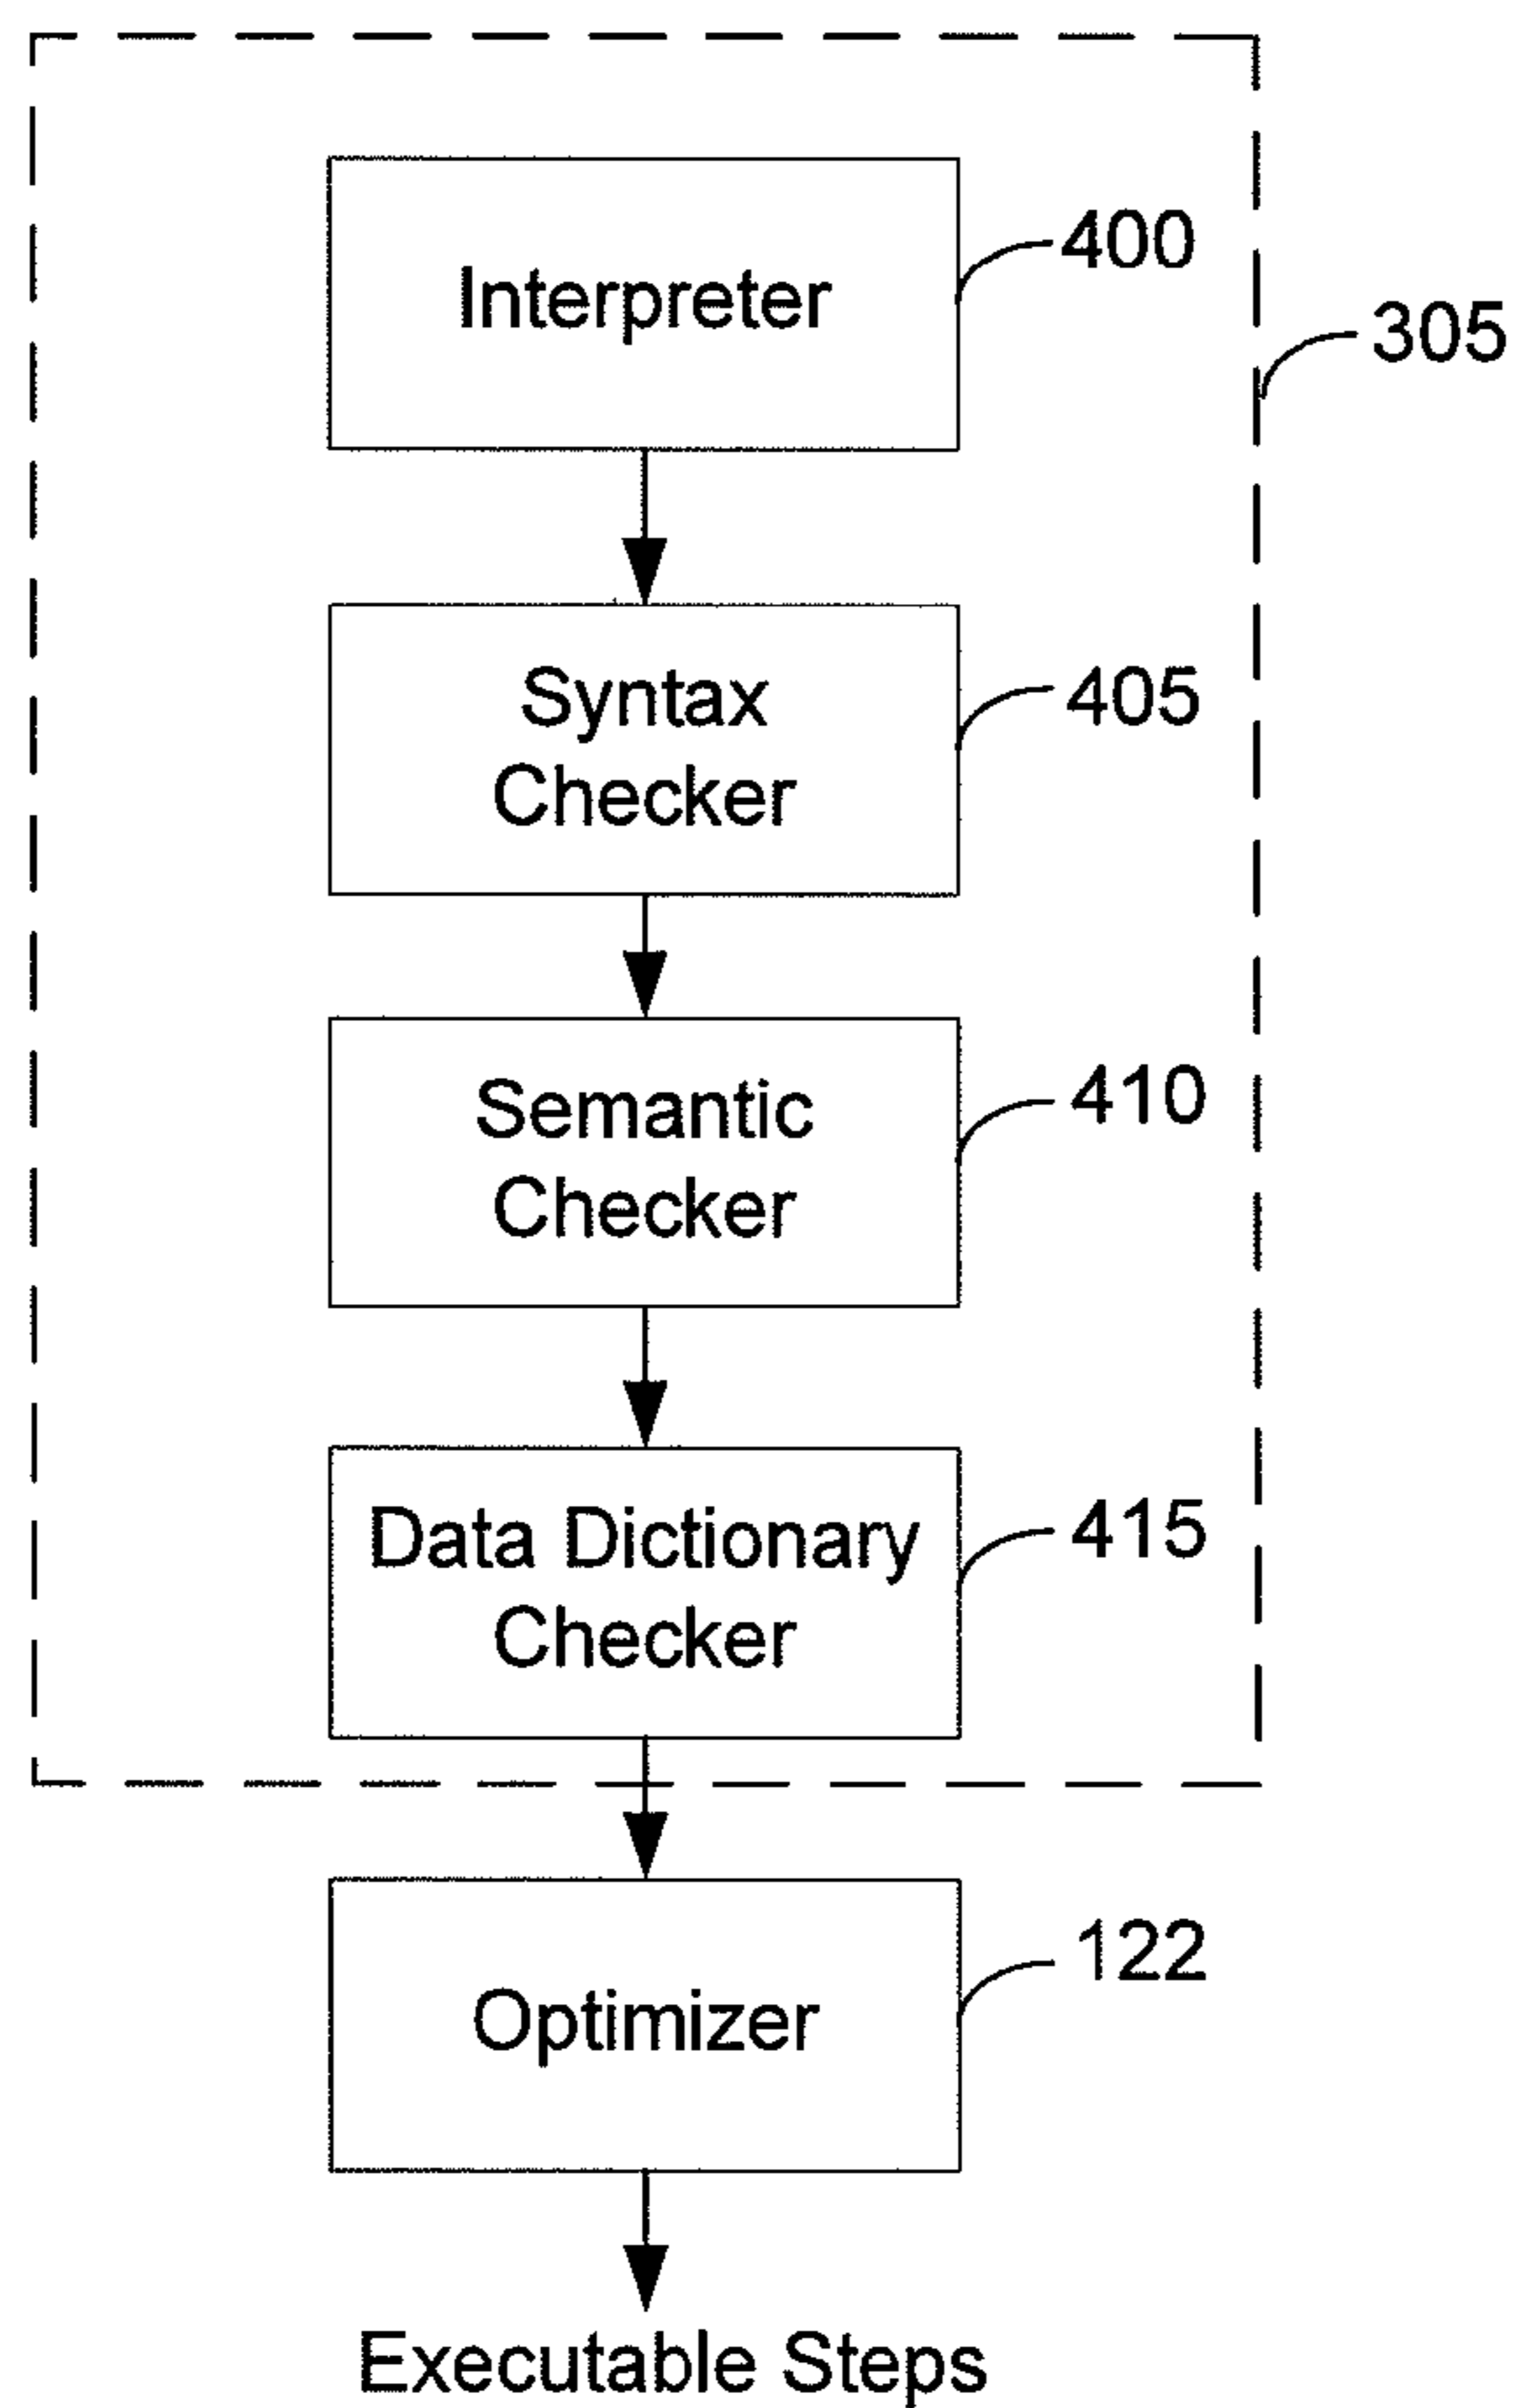 Interpreter
400
305
Syntax
Checker
405
Semantic
Checker
410
Data Dictionary
Checker
415
Optimizer
122
Executable Steps